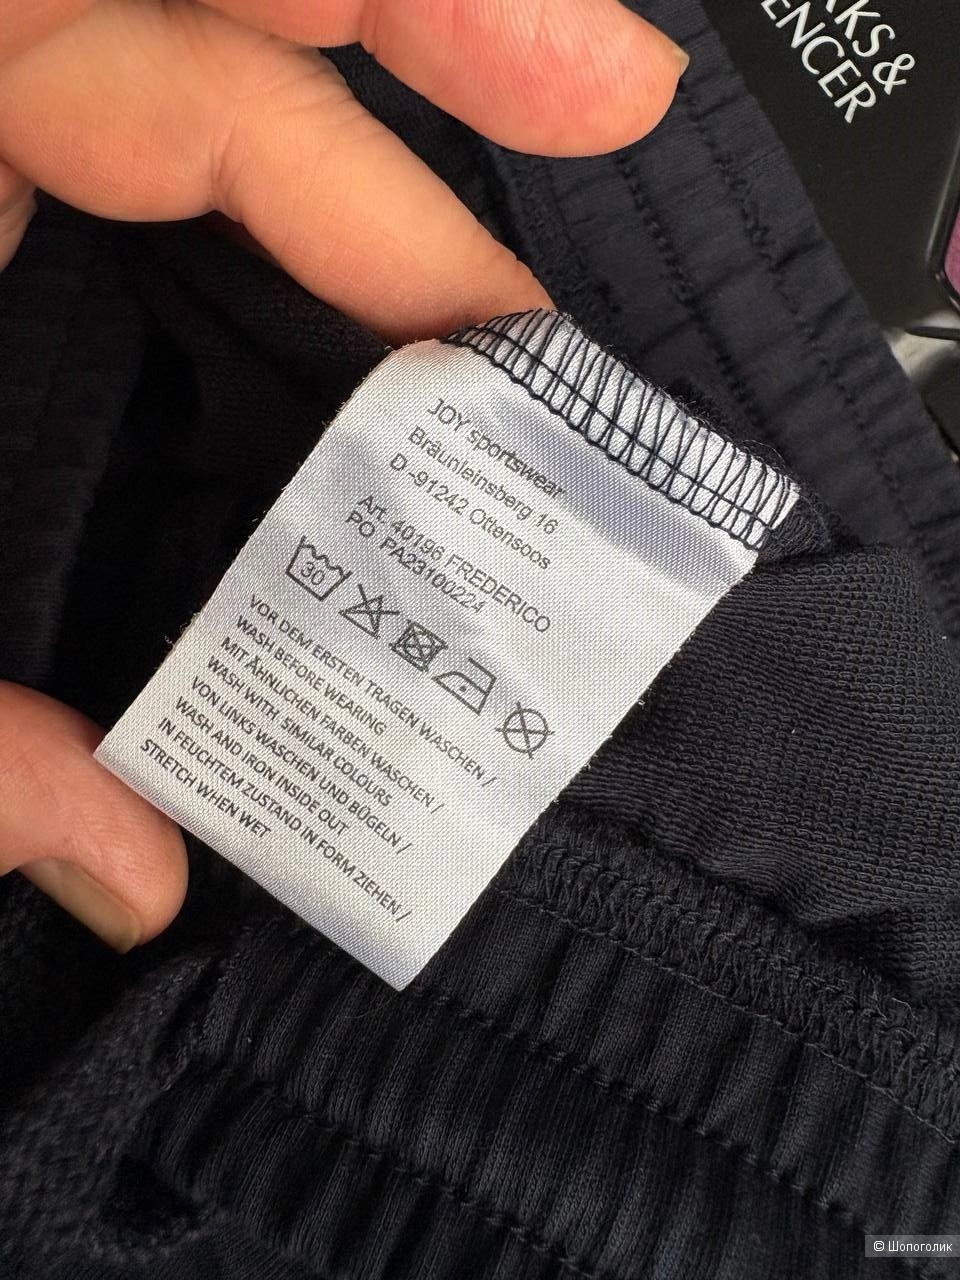 RKS &
ENCER
JOY sportswear
Bräunleinsberg 16
D-91242 Ottensoos
Art. 40196 FREDERICO
PO PA23100224
30
VOR DEM ERSTEN TRAGEN WASCHEN /
WASH BEFORE WEARING
MIT ÄHNLICHEN FARBEN WASCHEN /
WASH WITH SIMILAR COLOURS
VON LINKS WASCHEN UND BÜGELN /
WASH AND IRON INSIDE OUT
IN FEUCHTEM ZUSTAND IN FORM ZIEHEN /
STRETCH WHEN WET
© Шопоголик